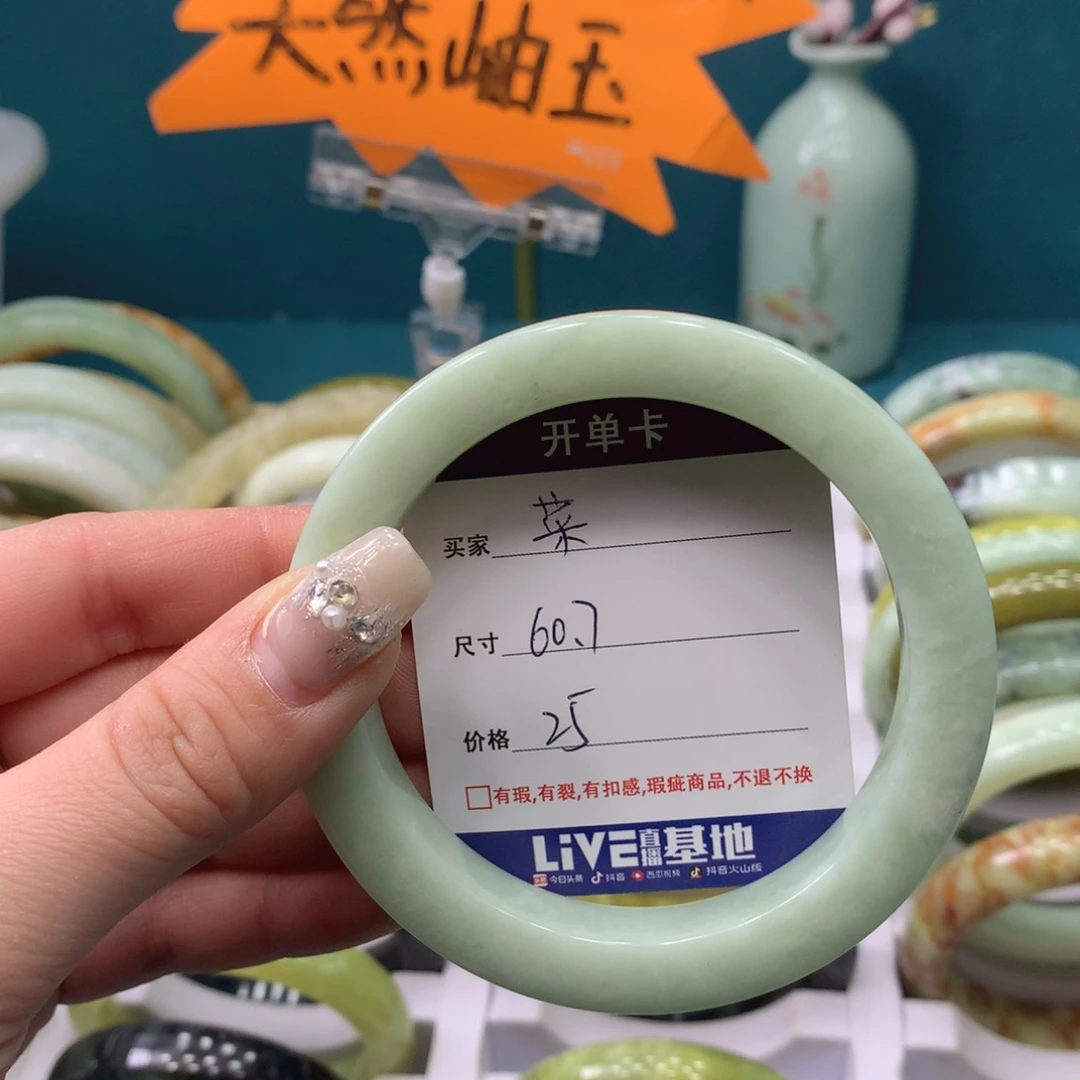 天然岫玉
开单卡
买家 菜
尺寸 60.7
价格 25
有瑕,有裂,有扣感,瑕疵商品,不退不换
LiVE直播基地
今日头条 抖音 西瓜视频 抖音火山版